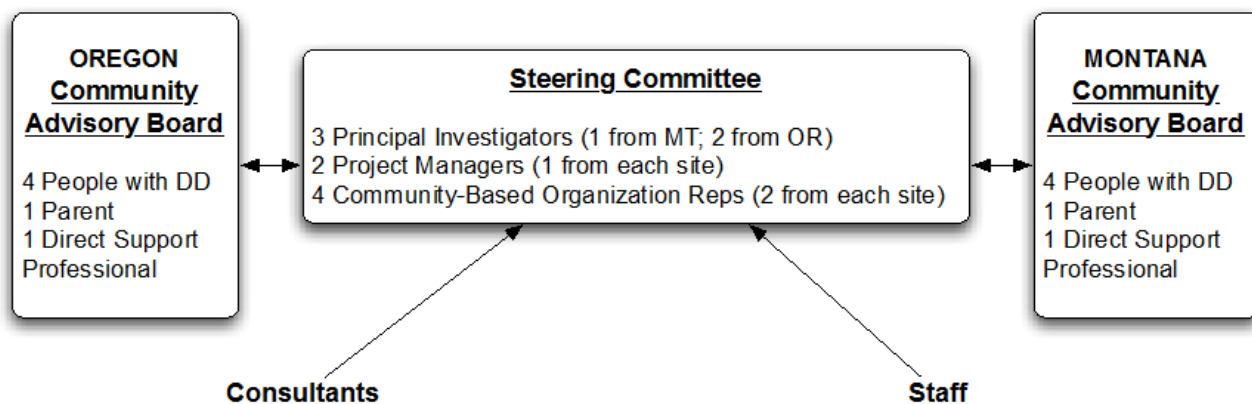 OREGON
Community
Advisory Board
4 People with DD
1 Parent
1 Direct Support
Professional
Steering Committee
3 Principal Investigators (1 from MT; 2 from OR)
2 Project Managers (1 from each site)
4 Community-Based Organization Reps (2 from each site)
MONTANA
Community
Advisory Board
4 People with DD
1 Parent
1 Direct Support
Professional
Consultants
Staff